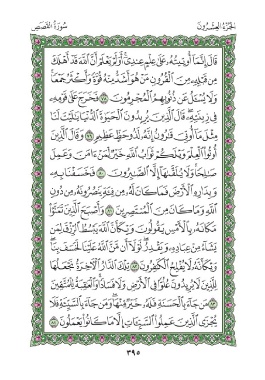 الجزء العشرون
سورة القصص
قَالَ إِنَّمَآ أُوتِيتُهُۥ عَلَىٰ عِلْمٍ عِندِىٓ أَوَلَمْ يَعْلَمْ أَنَّ ٱللَّهَ قَدْ أَهْلَكَ
مِن قَبْلِهِۦ مِنَ ٱلْقُرُونِ مَنْ هُوَ أَشَدُّ مِنْهُ قُوَّةً وَأَكْثَرُ جَمْعًا
وَلَا يُسْـَٔلُ عَن ذُنُوبِهِمُ ٱلْمُجْرِمُونَ ٧٨ فَخَرَجَ عَلَىٰ قَوْمِهِۦ
فِى زِينَتِهِۦ قَالَ ٱلَّذِينَ يُرِيدُونَ ٱلْحَيَوٰةَ ٱلدُّنْيَا يَـٰلَيْتَ لَنَا
مِثْلَ مَآ أُوتِىَ قَـٰرُونُ إِنَّهُۥ لَذُو حَظٍّ عَظِيمٍ ٧٩ وَقَالَ ٱلَّذِينَ
أُوتُوا۟ ٱلْعِلْمَ وَيْلَكُمْ ثَوَابُ ٱللَّهِ خَيْرٌ لِّمَنْ ءَامَنَ وَعَمِلَ
صَـٰلِحًا وَلَا يُلَقَّىٰهَآ إِلَّا ٱلصَّـٰبِرُونَ ٨٠ فَخَسَفْنَا بِهِۦ
وَبِدَارِهِ ٱلْأَرْضَ فَمَا كَانَ لَهُۥ مِن فِئَةٍ يَنصُرُونَهُۥ مِن دُونِ
ٱللَّهِ وَمَا كَانَ مِنَ ٱلْمُنتَصِرِينَ ٨١ وَأَصْبَحَ ٱلَّذِينَ تَمَنَّوْا۟
مَكَانَهُۥ بِٱلْأَمْسِ يَقُولُونَ وَيْكَأَنَّ ٱللَّهَ يَبْسُطُ ٱلرِّزْقَ لِمَن
يَشَآءُ مِنْ عِبَادِهِۦ وَيَقْدِرُ لَوْلَآ أَن مَّنَّ ٱللَّهُ عَلَيْنَا لَخَسَفَ بِنَا
وَيْكَأَنَّهُۥ لَا يُفْلِحُ ٱلْكَـٰفِرُونَ ٨٢ تِلْكَ ٱلدَّارُ ٱلْـَٔاخِرَةُ نَجْعَلُهَا
لِلَّذِينَ لَا يُرِيدُونَ عُلُوًّا فِى ٱلْأَرْضِ وَلَا فَسَادًا وَٱلْعَـٰقِبَةُ لِلْمُتَّقِينَ
٨٣ مَن جَآءَ بِٱلْحَسَنَةِ فَلَهُۥ خَيْرٌ مِّنْهَا وَمَن جَآءَ بِٱلسَّيِّئَةِ فَلَا
يُجْزَى ٱلَّذِينَ عَمِلُوا۟ ٱلسَّيِّـَٔاتِ إِلَّا مَا كَانُوا۟ يَعْمَلُونَ ٨٤
٣٩٥